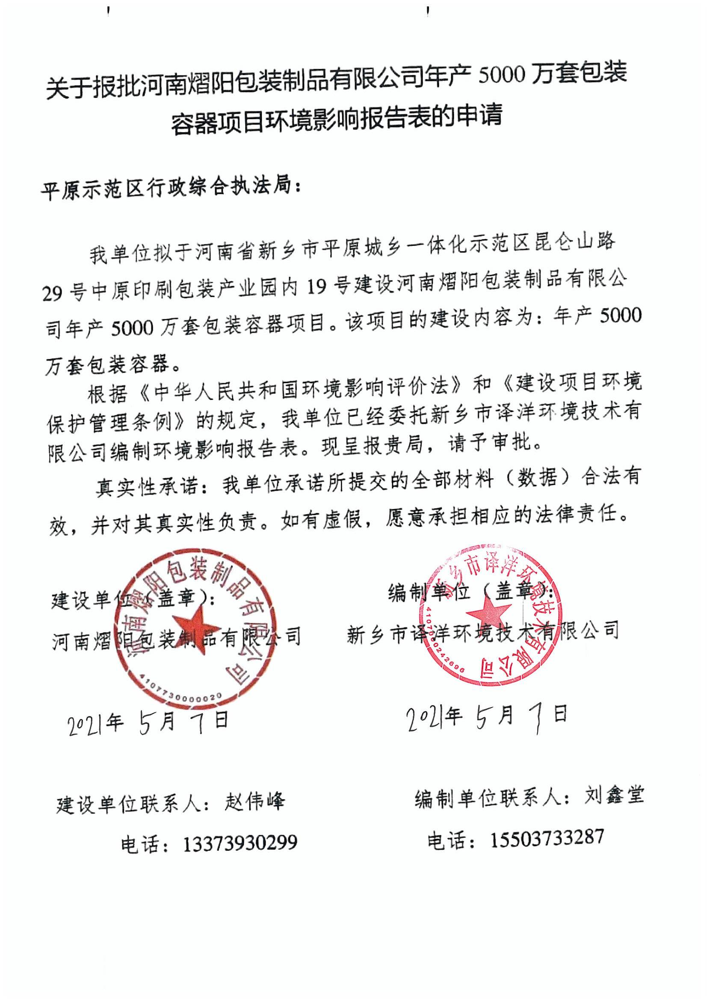 关于报批河南熠阳包装制品有限公司年产 5000 万套包装
容器项目环境影响报告表的申请
平原示范区行政综合执法局：
我单位拟于河南省新乡市平原城乡一体化示范区昆仑山路
29 号中原印刷包装产业园内 19 号建设河南熠阳包装制品有限公
司年产 5000 万套包装容器项目。该项目的建设内容为：年产 5000
万套包装容器。
根据《中华人民共和国环境影响评价法》和《建设项目环境
保护管理条例》的规定，我单位已经委托新乡市译洋环境技术有
限公司编制环境影响报告表。现呈报贵局，请予审批。
真实性承诺：我单位承诺所提交的全部材料（数据）合法有
效，并对其真实性负责。如有虚假，愿意承担相应的法律责任。
建设单位（盖章）：
河南熠阳包装制品有限公司
河南熠阳包装制品有限公司
4107730000020
2021年 5月 7日
编制单位（盖章）：
新乡市译洋环境技术有限公司
新乡市译洋环境技术有限公司
4107000242696
2021年 5月 7日
建设单位联系人：赵伟峰
电话：13373930299
编制单位联系人：刘鑫堂
电话：15503733287